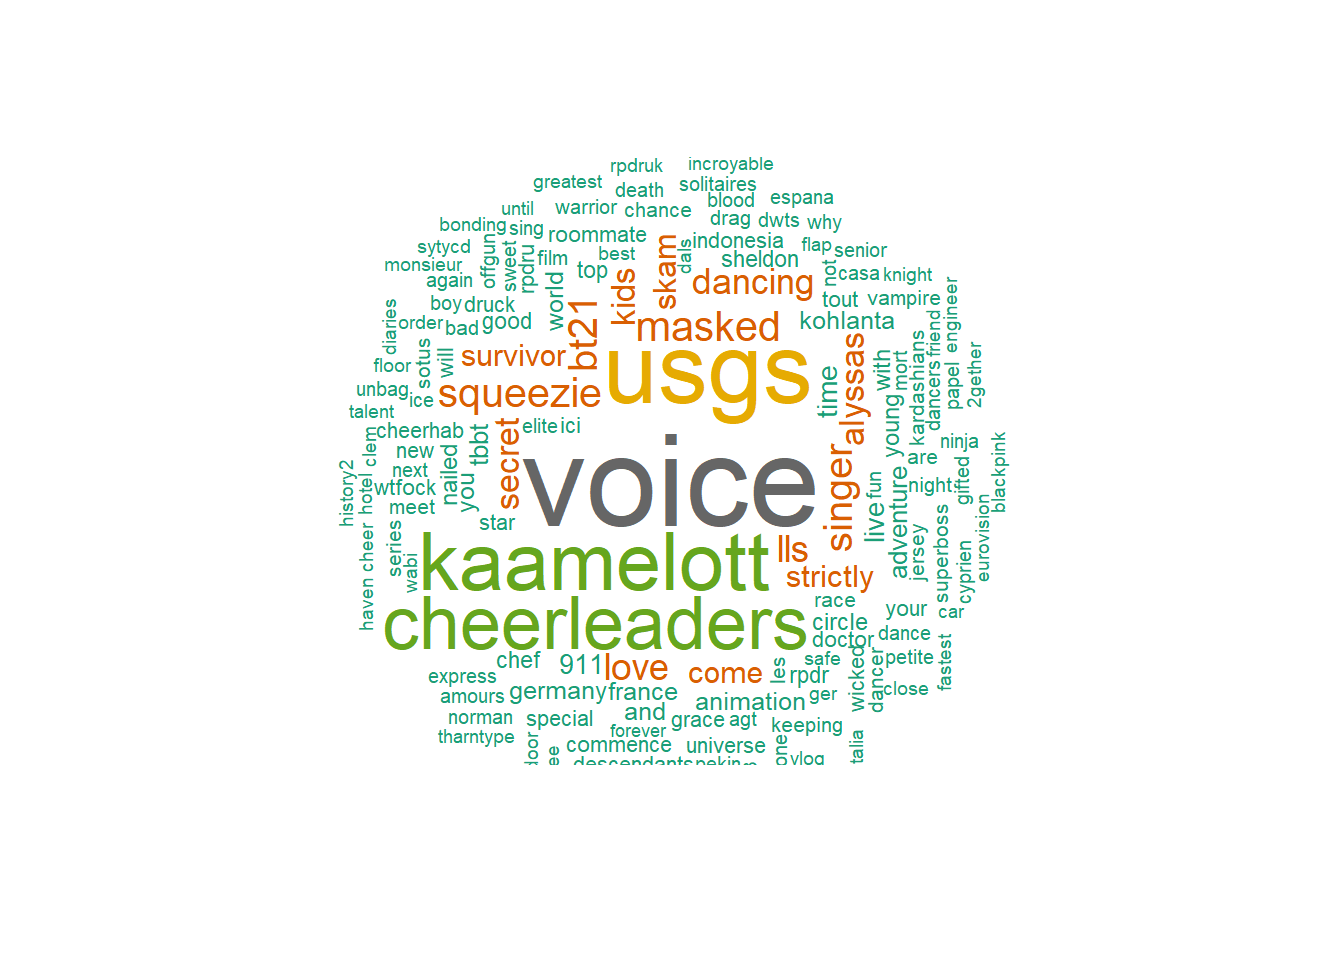 rpdruk
incroyable
greatest
death
solitaires
blood
espana
until
warrior
chance
drag
dwts
why
bonding
sing
roommate
skam
dals
indonesia
flap
senior
sytycd
offgun
sweet
rpdru
film
best
sheldon
not
monsieur
again
top
kids
dancing
casa
knight
diaries
boy
druck
world
bt21
tout
vampire
order
bad
good
masked
kohlanta
engineer
friend
floor
sotus
will
survivor
usgs
alyssas
with
mort
kardashians
dancers
papel
2gether
unbag
ice
squeezie
time
young
talent
cheerhab
clem
tbbt
secret
elite
ici
singer
are
ninja
blackpink
history2
hotel
new
next
nailed
you
voice
live
fun
adventure
night
gifted
eurovision
wtfock
meet
star
cheer
haven
series
wabi
kaamelott
lls
strictly
jersey
superboss
cyprien
cheerleaders
race
circle
doctor
your
car
dance
chef
911
love
come
les
safe
rpdr
wicked
dancer
petite
fastest
express
amours
germany
france
animation
ger
close
norman
special
and
grace
agt
keeping
tharntype
forever
commence
universe
one
vlog
talia
door
ee
descendants
pekin